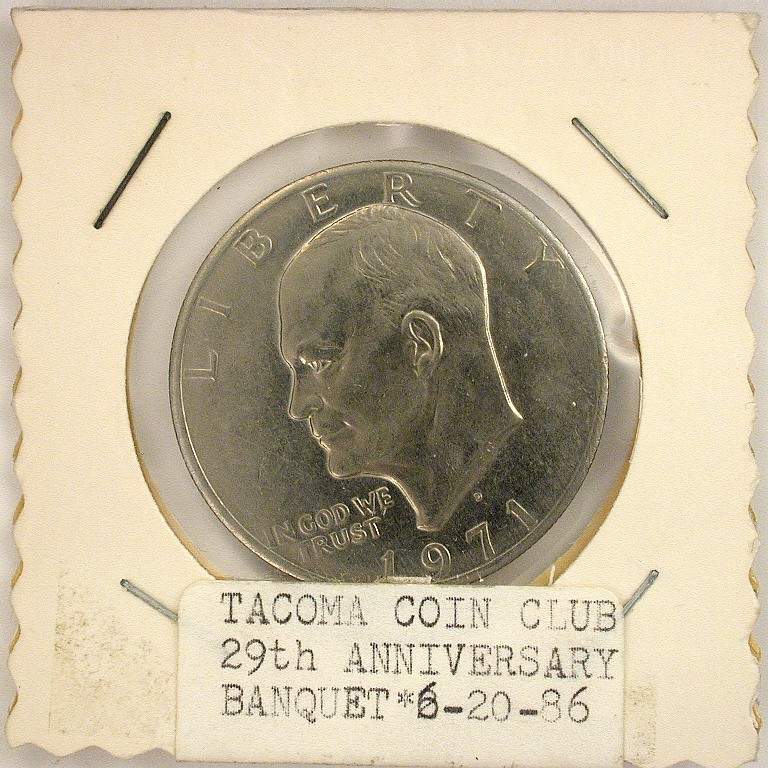 LIBERTY
IN GOD WE
TRUST
1971
TACOMA COIN CLUB
29th ANNIVERSARY
BANQUET *6-20-86